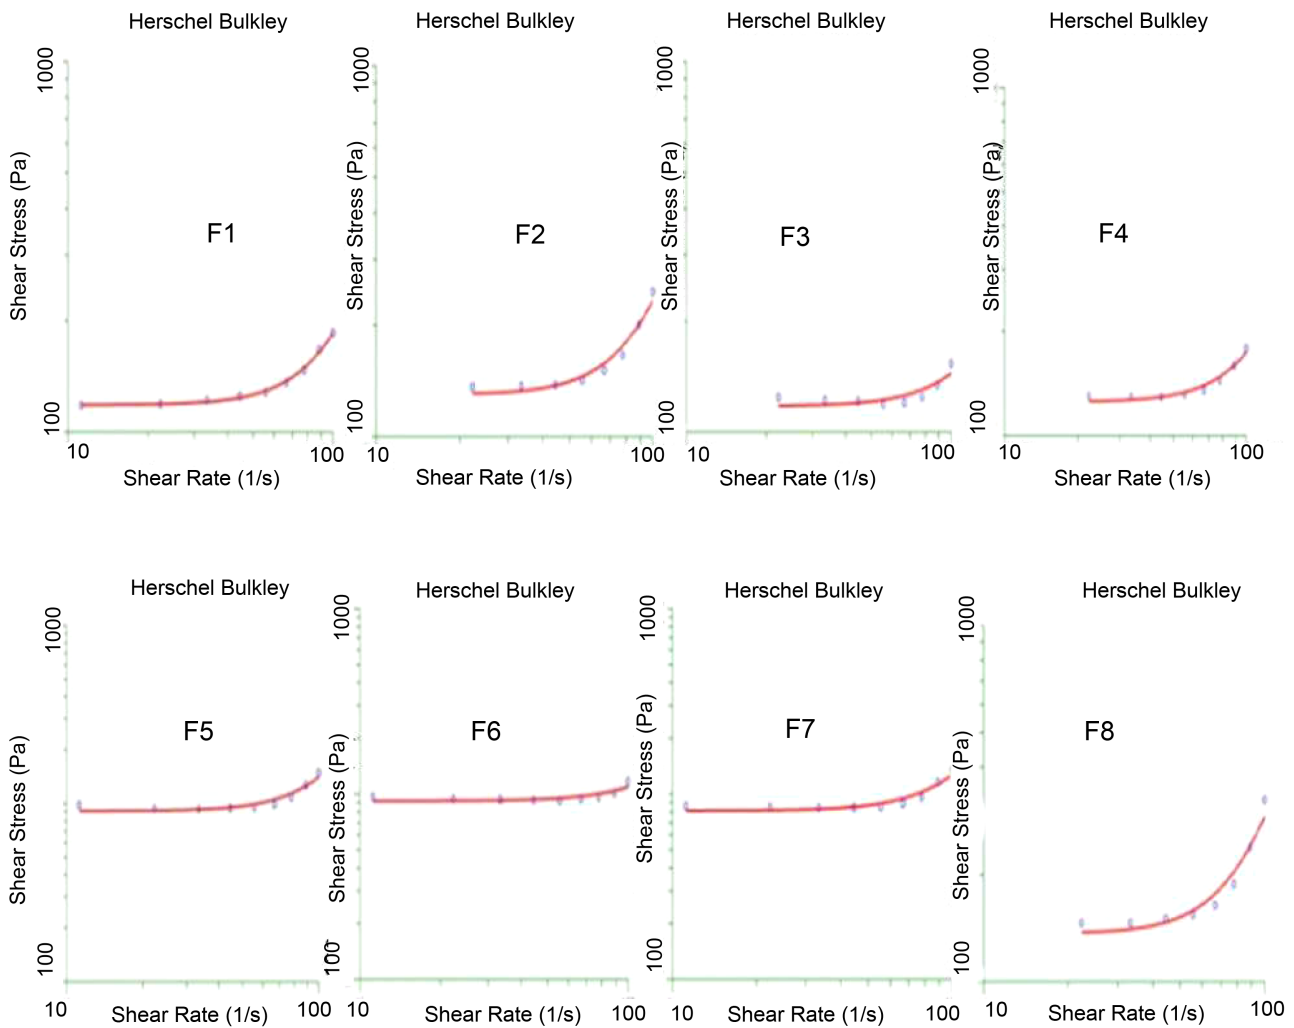 Herschel Bulkley
1000
Shear Stress (Pa)
F1
100
10
100
Shear Rate (1/s)
Herschel Bulkley
1000
Shear Stress (Pa)
F2
100
10
100
Shear Rate (1/s)
Herschel Bulkley
1000
Shear Stress (Pa)
F3
100
10
100
Shear Rate (1/s)
Herschel Bulkley
1000
Shear Stress (Pa)
F4
100
10
100
Shear Rate (1/s)
Herschel Bulkley
1000
Shear Stress (Pa)
F5
100
10
100
Shear Rate (1/s)
Herschel Bulkley
1000
Shear Stress (Pa)
F6
100
10
100
Shear Rate (1/s)
Herschel Bulkley
1000
Shear Stress (Pa)
F7
100
10
100
Shear Rate (1/s)
Herschel Bulkley
1000
Shear Stress (Pa)
F8
100
10
100
Shear Rate (1/s)